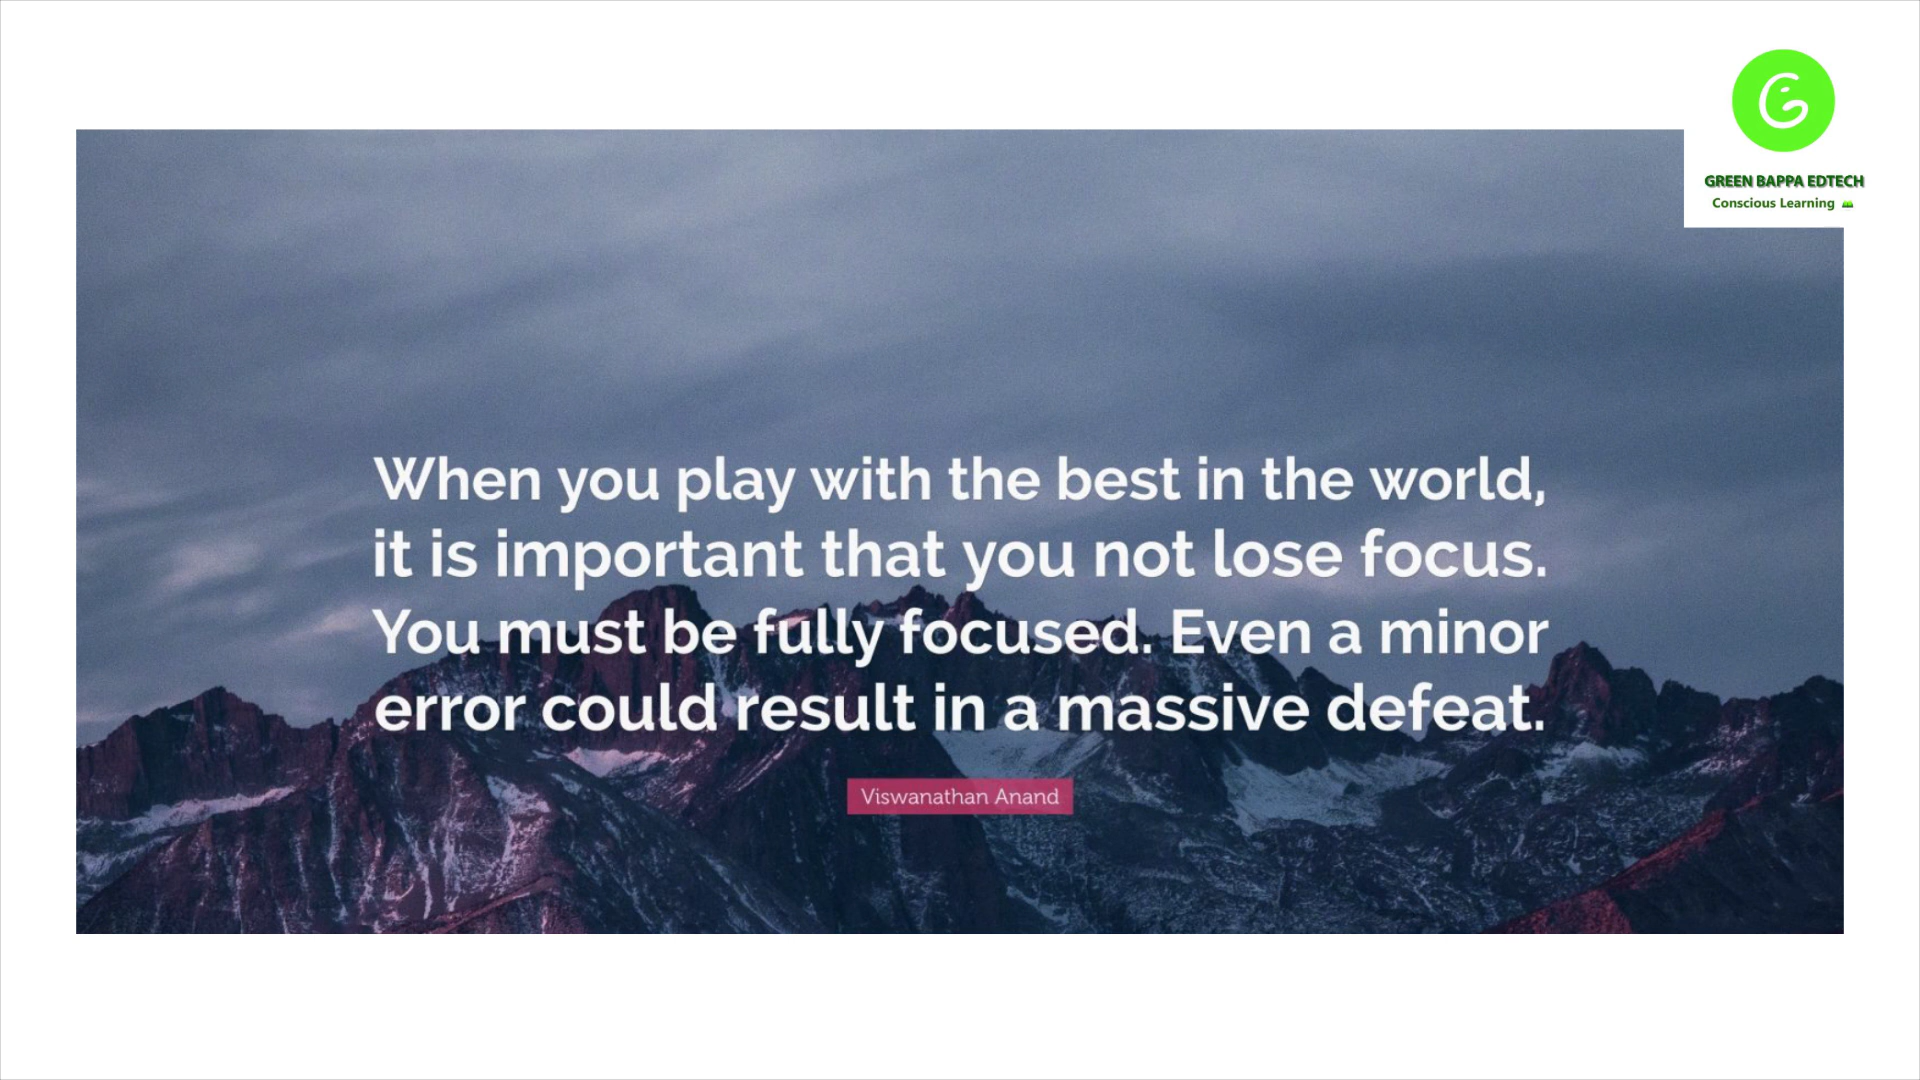 GREEN BAPPA EDTECH
Conscious Learning
When you play with the best in the world,
it is important that you not lose focus.
You must be fully focused. Even a minor
error could result in a massive defeat.
Viswanathan Anand